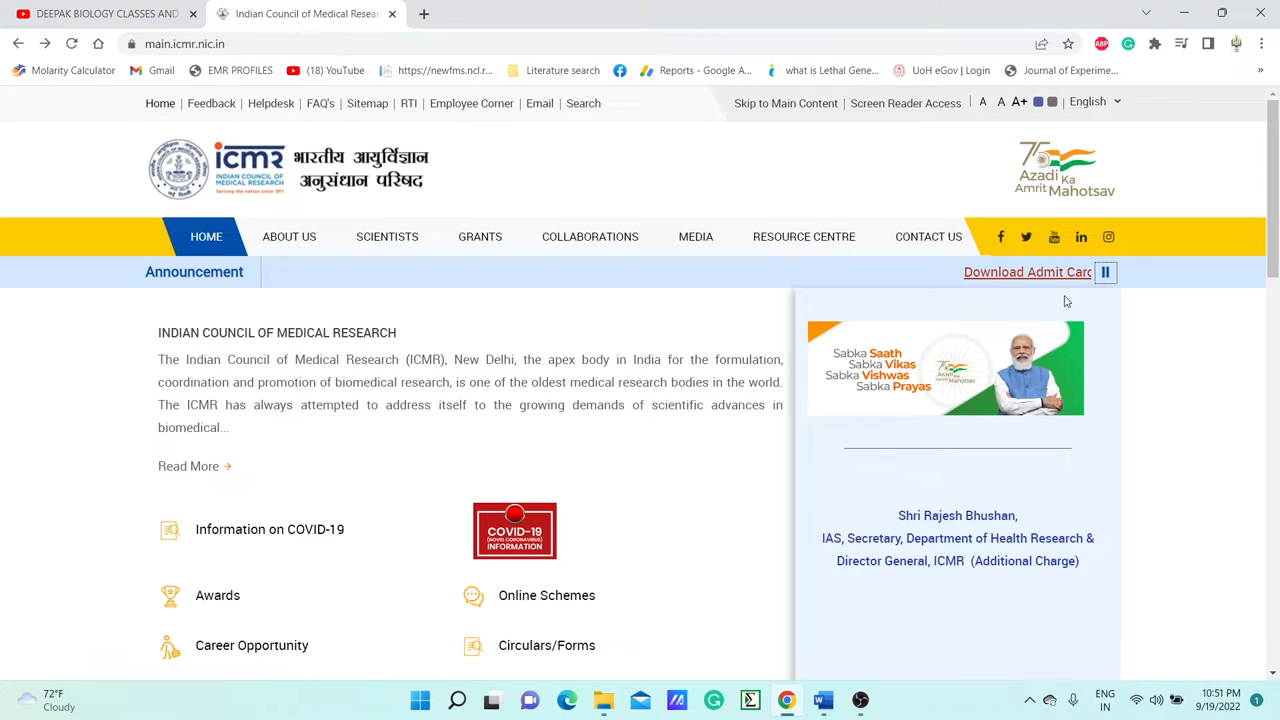 DEEPAK BIOLOGY CLASSES AND
Indian Council of Medical Resear
main.icmr.nic.in
Molarity Calculator
Gmail
EMR PROFILES
(18) YouTube
https://newfms.ncl.r...
Literature search
Reports - Google A...
what is Lethal Gene...
UoH eGov | Login
Journal of Experime...
»
Home | Feedback | Helpdesk | FAQ's | Sitemap | RTI | Employee Corner | Email | Search
Skip to Main Content | Screen Reader Access | A A A+ | English
icmr
INDIAN COUNCIL OF
MEDICAL RESEARCH
Serving the nation since 1911
भारतीय आयुर्विज्ञान
अनुसंधान परिषद
75
Azadi Ka
Amrit Mahotsav
HOME
ABOUT US
SCIENTISTS
GRANTS
COLLABORATIONS
MEDIA
RESOURCE CENTRE
CONTACT US
Announcement
Download Admit Card
INDIAN COUNCIL OF MEDICAL RESEARCH
The Indian Council of Medical Research (ICMR), New Delhi, the apex body in India for the formulation,
coordination and promotion of biomedical research, is one of the oldest medical research bodies in the world.
The ICMR has always attempted to address itself to the growing demands of scientific advances in
biomedical...
Read More
Sabka Saath
Sabka Vikas
Sabka Vishwas
Sabka Prayas
Shri Rajesh Bhushan,
IAS, Secretary, Department of Health Research &
Director General, ICMR (Additional Charge)
Information on COVID-19
COVID-19
(NOVEL CORONAVIRUS)
INFORMATION
Awards
Online Schemes
Career Opportunity
Circulars/Forms
72°F
Cloudy
ENG
IN
10:51 PM
9/19/2022
1